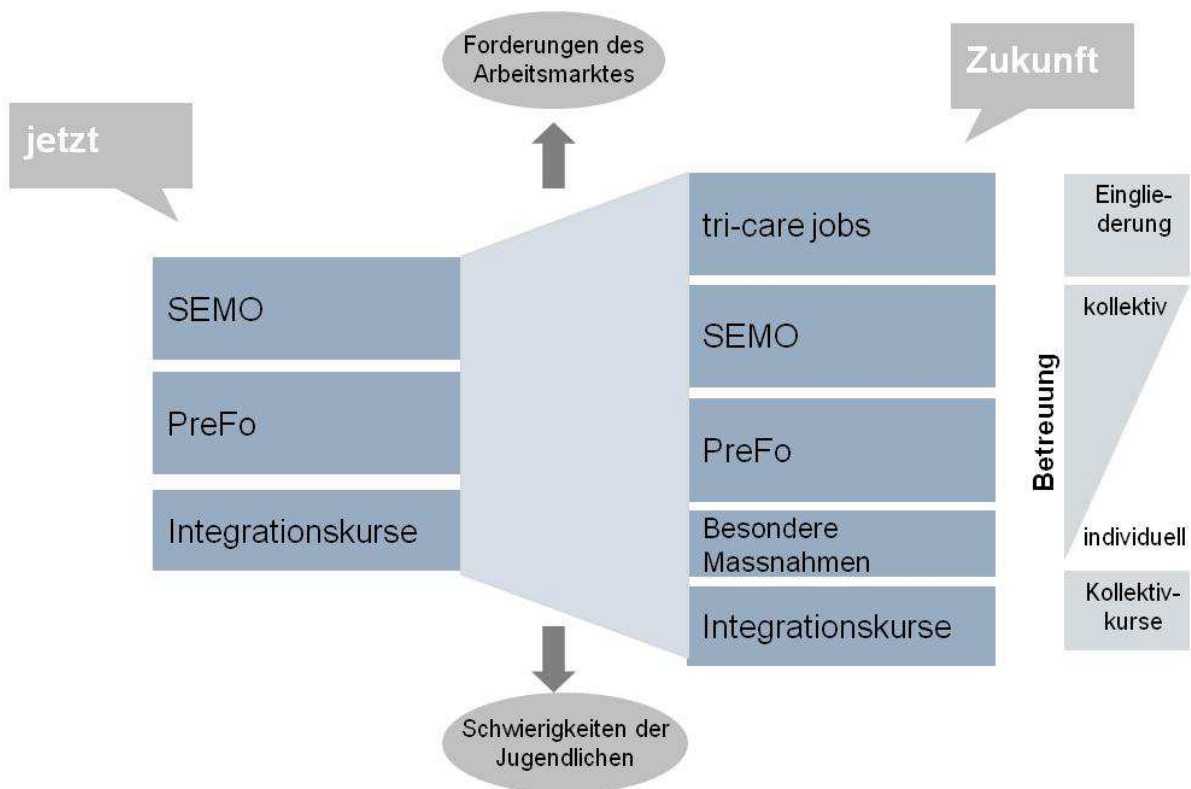 Forderungen des
Arbeitsmarktes
Zukunft
jetzt
SEMO
PreFo
Integrationskurse
tri-care jobs
SEMO
PreFo
Besondere
Massnahmen
Integrationskurse
Betreuung
Einglie-
derung
kollektiv
individuell
Kollektiv-
kurse
Schwierigkeiten der
Jugendlichen